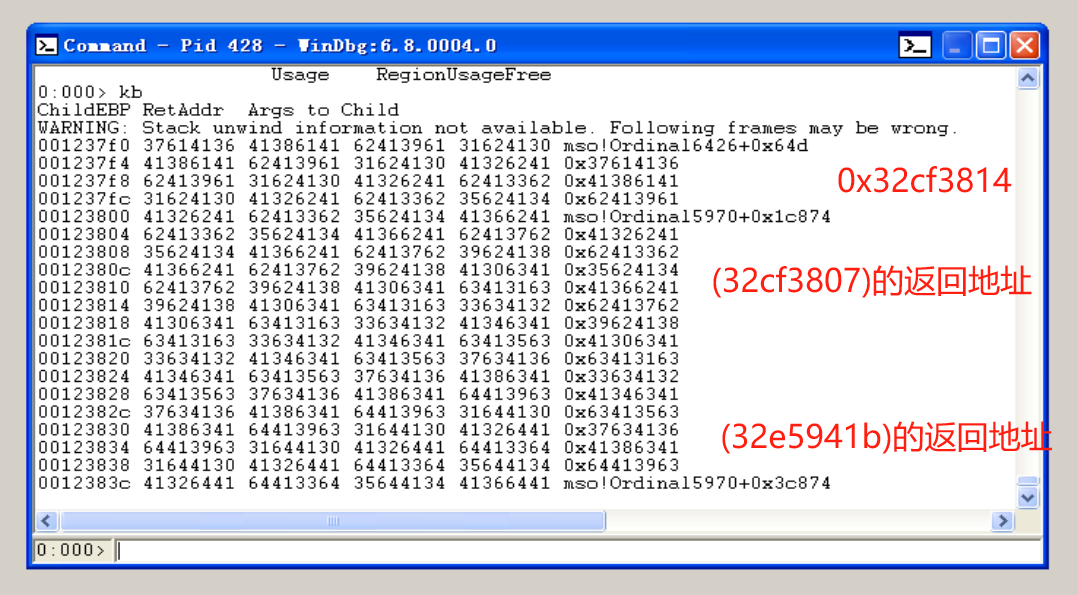 Command - Pid 428 - WinDbg:6.8.0004.0
Usage RegionUsageFree
0:000> kb
ChildEBP RetAddr Args to Child
WARNING: Stack unwind information not available. Following frames may be wrong.
001237f0 37614136 41386141 62413961 31624130 mso!Ordinal6426+0x64d
001237f4 41386141 62413961 31624130 41326241 0x37614136
001237f8 62413961 31624130 41326241 62413362 0x41386141
0x32cf3814
001237fc 31624130 41326241 62413362 35624134 0x62413961
00123800 41326241 62413362 35624134 41366241 mso!Ordinal5970+0x1c874
00123804 62413362 35624134 41366241 62413762 0x41326241
00123808 35624134 41366241 62413762 39624138 0x62413362
0012380c 41366241 62413762 39624138 41306341 0x35624134
(32cf3807)的返回地址
00123810 62413762 39624138 41306341 63413163 0x41366241
00123814 39624138 41306341 63413163 33634132 0x62413762
00123818 41306341 63413163 33634132 41346341 0x39624138
0012381c 63413163 33634132 41346341 63413563 0x41306341
00123820 33634132 41346341 63413563 37634136 0x63413163
00123824 41346341 63413563 37634136 41386341 0x33634132
00123828 63413563 37634136 41386341 64413963 0x41346341
0012382c 37634136 41386341 64413963 31644130 0x63413563
00123830 41386341 64413963 31644130 41326441 0x37634136
(32e5941b)的返回地址
00123834 64413963 31644130 41326441 64413364 0x41386341
00123838 31644130 41326441 64413364 35644134 0x64413963
0012383c 41326441 64413364 35644134 41366441 mso!Ordinal5970+0x3c874
0:000>